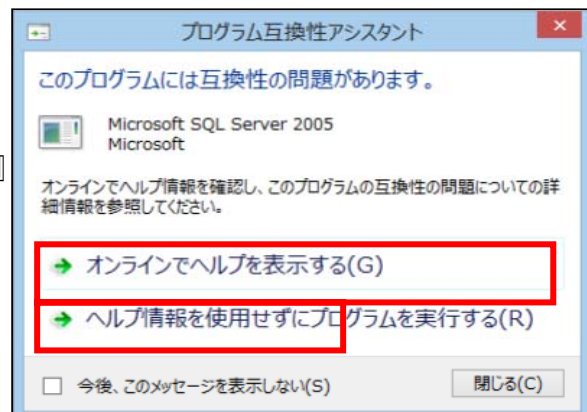 プログラム互換性アシスタント
このプログラムには互換性の問題があります。
Microsoft SQL Server 2005
Microsoft
オンラインでヘルプ情報を確認し、このプログラムの互換性の問題についての詳
細情報を参照してください。
オンラインでヘルプを表示する(G)
ヘルプ情報を使用せずにプログラムを実行する(R)
今後、このメッセージを表示しない(S)
閉じる(C)